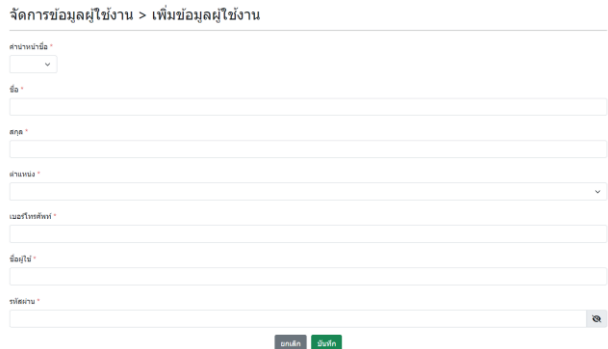 จัดการข้อมูลผู้ใช้งาน > เพิ่มข้อมูลผู้ใช้งาน
คำนำหน้าชื่อ *
ชื่อ *
สกุล *
ตำแหน่ง *
เบอร์โทรศัพท์ *
ชื่อผู้ใช้ *
รหัสผ่าน *
ยกเลิก บันทึก